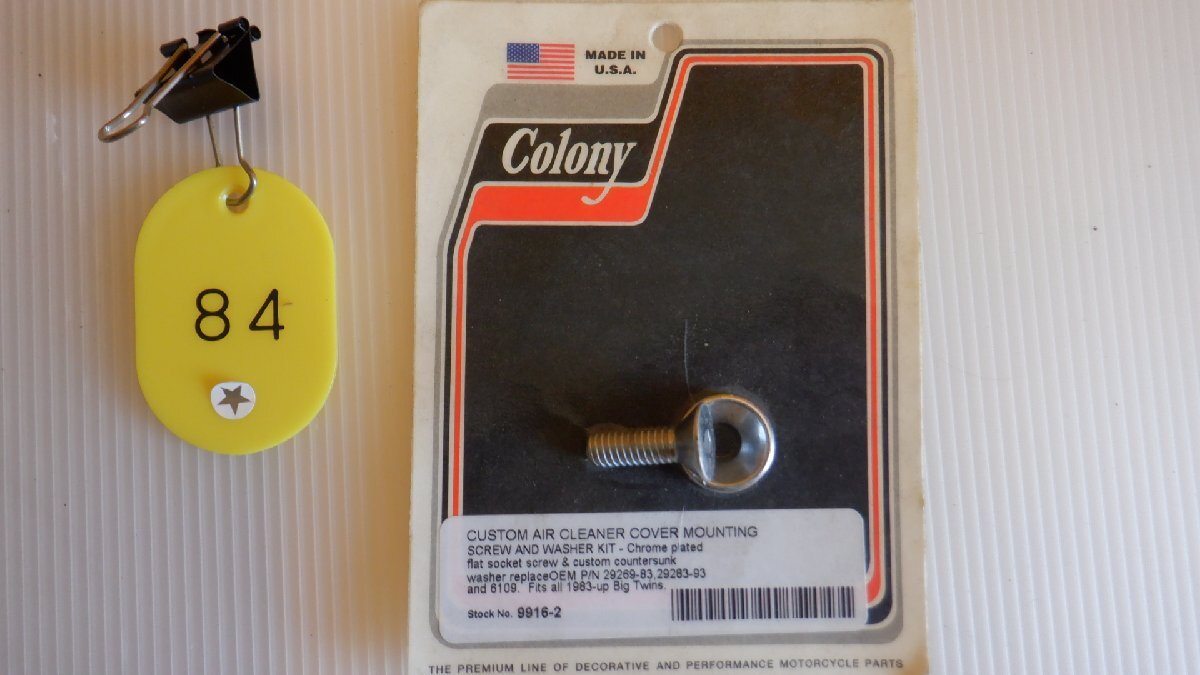 84
MADE IN
U.S.A.
Colony
CUSTOM AIR CLEANER COVER MOUNTING
SCREW AND WASHER KIT - Chrome plated
flat socket screw & custom countersunk
washer replaceOEM P/N 29269-83,29283-93
and 6109. Fits all 1983-up Big Twins.
Stock No. 9916-2
THE PREMIUM LINE OF DECORATIVE AND PERFORMANCE MOTORCYCLE PARTS